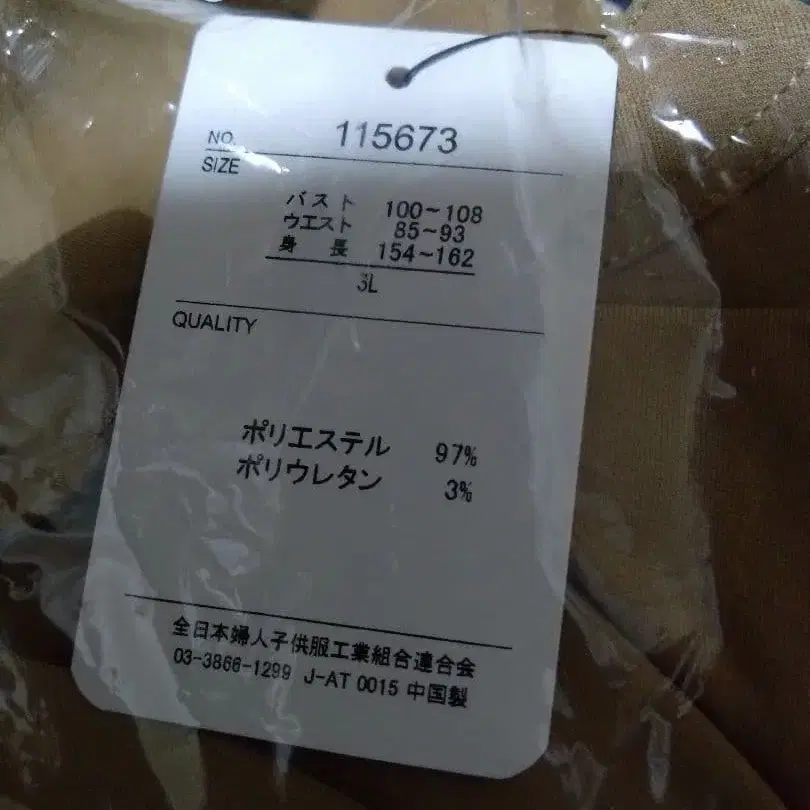 NO. 115673
SIZE
バスト 100~108
ウエスト 85~93
身長 154~162
3L
QUALITY
ポリエステル 97%
ポリウレタン 3%
全日本婦人子供服工業組合連合会
03-3866-1299 J-AT 0015 中国製